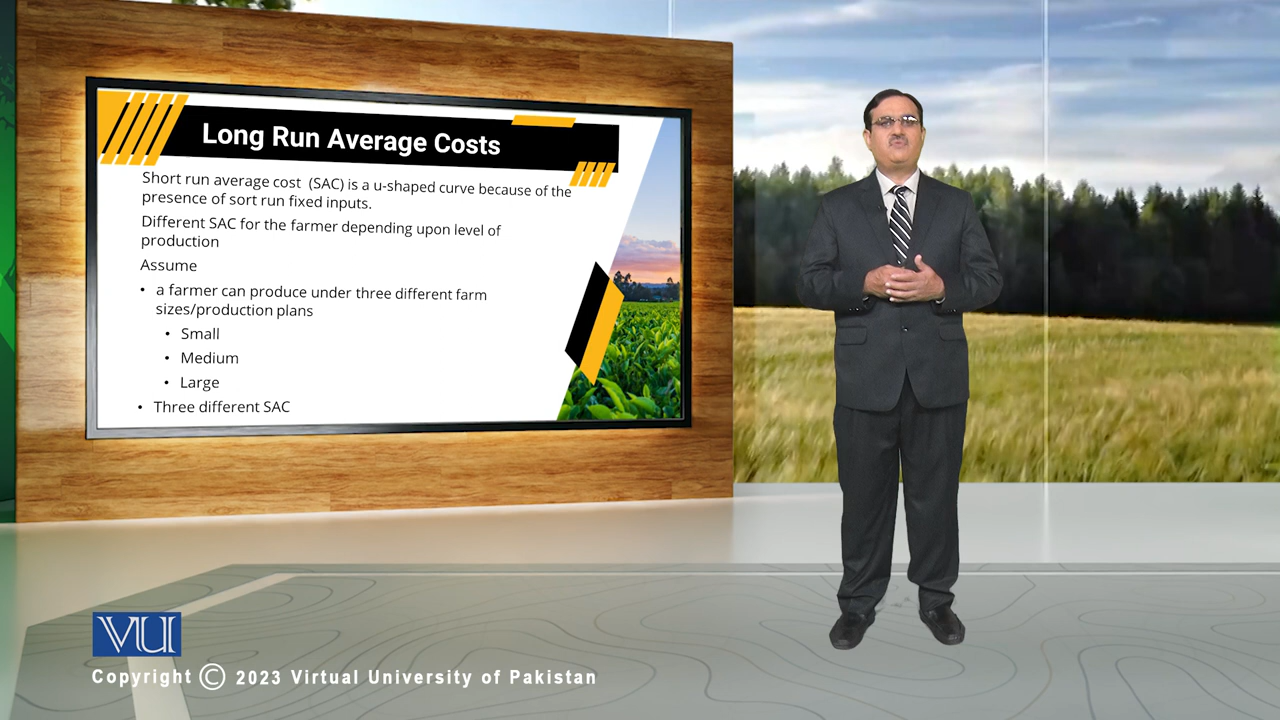 Long Run Average Costs
Short run average cost (SAC) is a u-shaped curve because of the
presence of sort run fixed inputs.
Different SAC for the farmer depending upon level of
production
Assume
• a farmer can produce under three different farm
sizes/production plans
• Small
• Medium
• Large
• Three different SAC
VU
Copyright © 2023 Virtual University of Pakistan